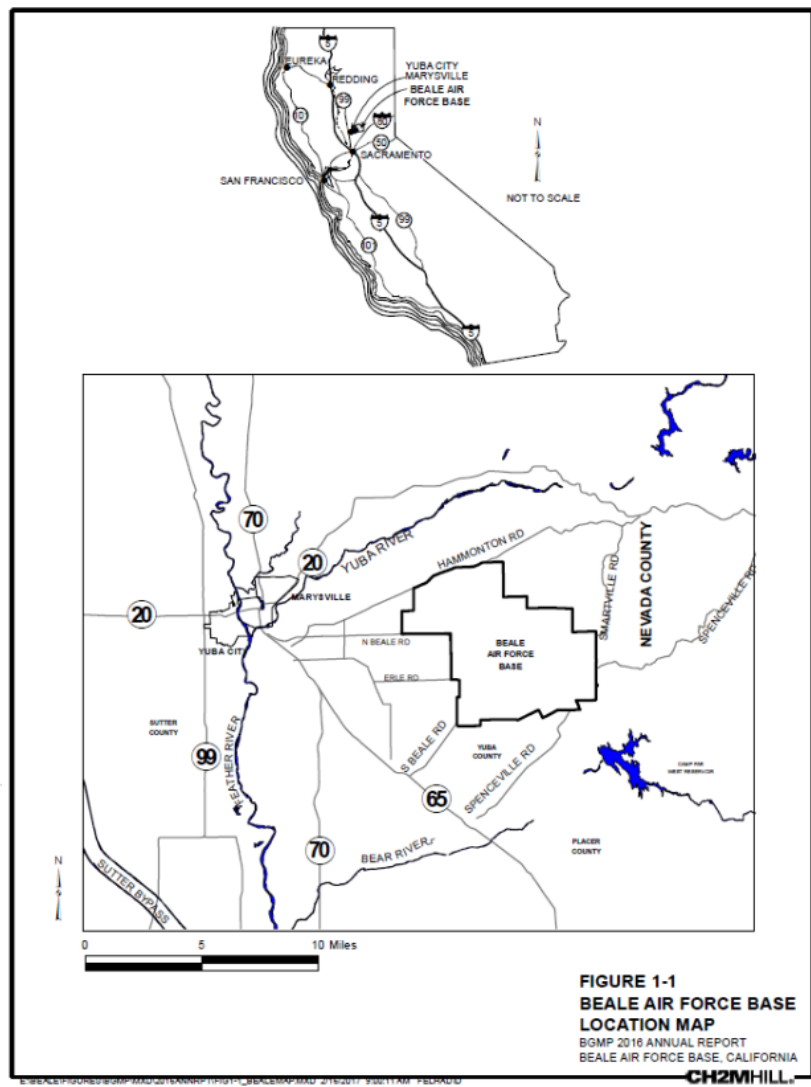 5
EUREKA
REDDING
YUBA CITY
MARYSVILLE
BEALE AIR
FORCE BASE
99
101
80
50
SACRAMENTO
SAN FRANCISCO
N
NOT TO SCALE
5
99
101
5
70
20
YUBA RIVER
HAMMONTON RD
SMARTVILLE RD
NEVADA COUNTY
SPENCEVILLE RD
20
MARYSVILLE
YUBA CITY
N BEALE RD
BEALE
AIR FORCE
BASE
ERLE RD
SUTTER
COUNTY
99
FEATHER RIVER
S BEALE RD
YUBA
COUNTY
SPENCEVILLE RD
65
CAMP FAR
WEST RESERVOIR
70
BEAR RIVER
PLACER
COUNTY
N
SUTTER BYPASS
0 5 10 Miles
FIGURE 1-1
BEALE AIR FORCE BASE
LOCATION MAP
BGMP 2016 ANNUAL REPORT
BEALE AIR FORCE BASE, CALIFORNIA
CH2MHILL